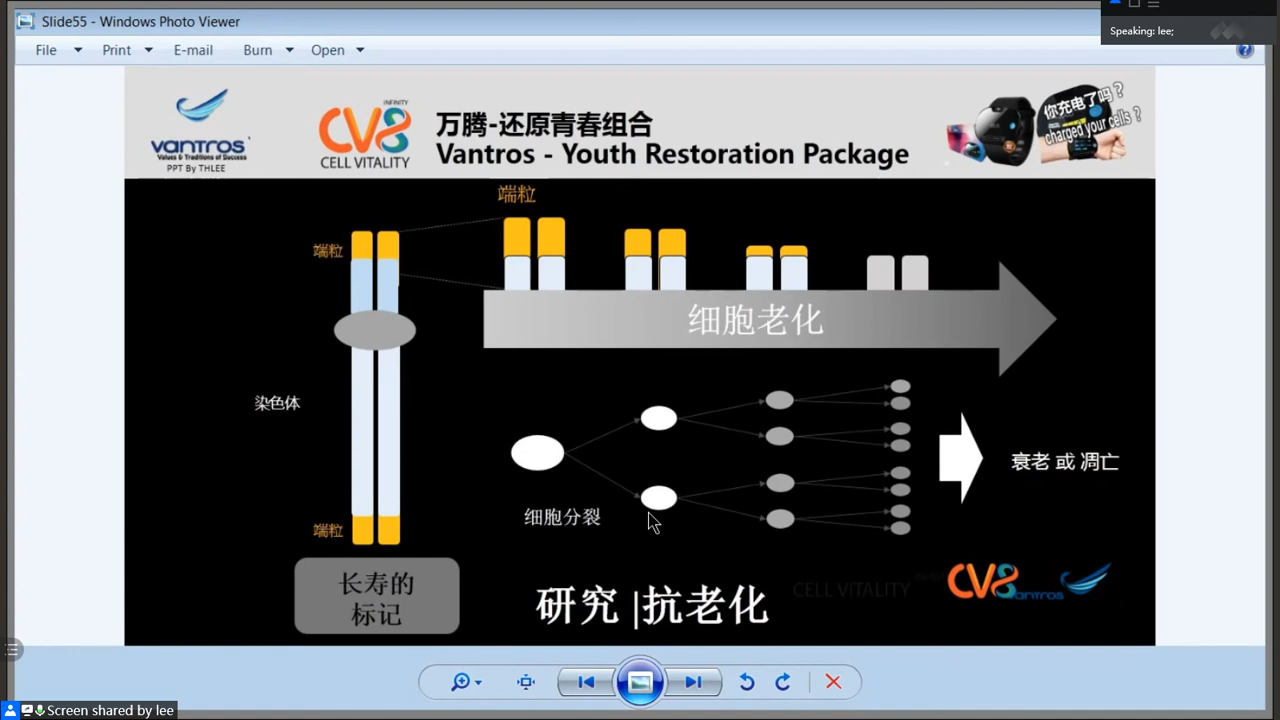 Slide55 - Windows Photo Viewer
Speaking: lee;
File Print E-mail Burn Open
vantros
Values & Traditions of Success
PPT By THLEE
INFINITY
CV8
CELL VITALITY
万腾-还原青春组合
Vantros - Youth Restoration Package
你充电了吗？
charged your cells ?
端粒
端粒
细胞老化
染色体
衰老 或 凋亡
细胞分裂
端粒
长寿的
标记
研究 |抗老化
CELL VITALITY
CV8
vantros
Screen shared by lee